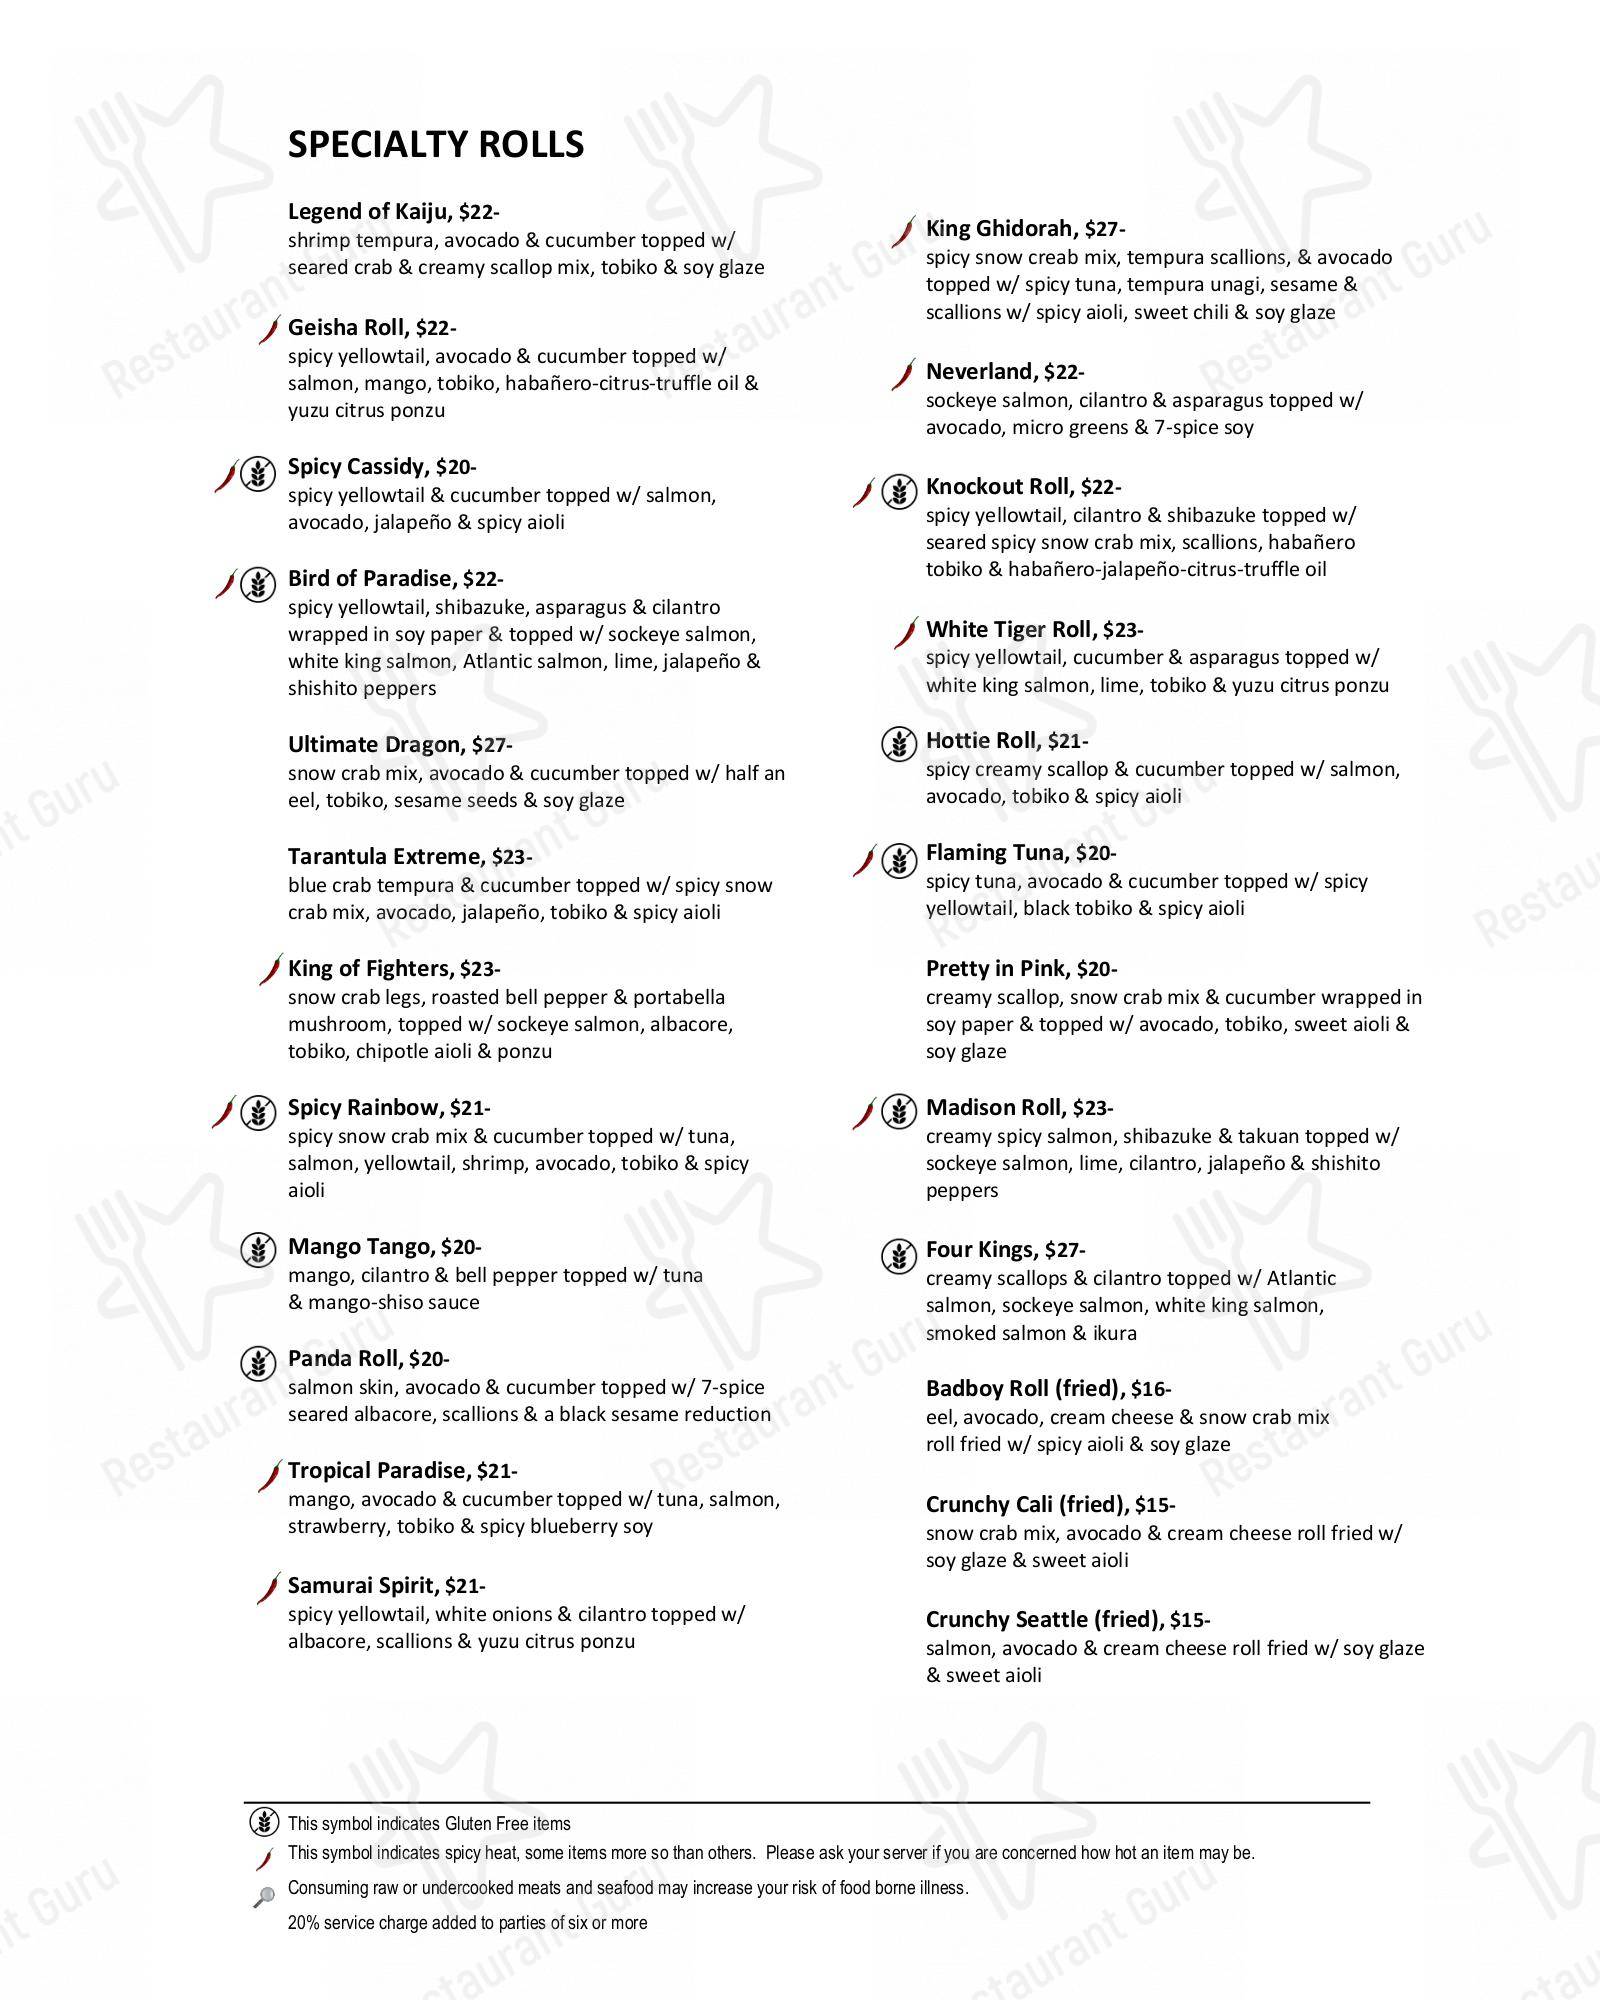 SPECIALTY ROLLS
Legend of Kaiju, $22-
shrimp tempura, avocado & cucumber topped w/
seared crab & creamy scallop mix, tobiko & soy glaze
Geisha Roll, $22-
spicy yellowtail, avocado & cucumber topped w/
salmon, mango, tobiko, habañero-citrus-truffle oil &
yuzu citrus ponzu
Spicy Cassidy, $20-
spicy yellowtail & cucumber topped w/ salmon,
avocado, jalapeño & spicy aioli
Bird of Paradise, $22-
spicy yellowtail, shibazuke, asparagus & cilantro
wrapped in soy paper & topped w/ sockeye salmon,
white king salmon, Atlantic salmon, lime, jalapeño &
shishito peppers
Ultimate Dragon, $27-
snow crab mix, avocado & cucumber topped w/ half an
eel, tobiko, sesame seeds & soy glaze
Tarantula Extreme, $23-
blue crab tempura & cucumber topped w/ spicy snow
crab mix, avocado, jalapeño, tobiko & spicy aioli
King of Fighters, $23-
snow crab legs, roasted bell pepper & portabella
mushroom, topped w/ sockeye salmon, albacore,
tobiko, chipotle aioli & ponzu
Spicy Rainbow, $21-
spicy snow crab mix & cucumber topped w/ tuna,
salmon, yellowtail, shrimp, avocado, tobiko & spicy
aioli
Mango Tango, $20-
mango, cilantro & bell pepper topped w/ tuna
& mango-shiso sauce
Panda Roll, $20-
salmon skin, avocado & cucumber topped w/ 7-spice
seared albacore, scallions & a black sesame reduction
Tropical Paradise, $21-
mango, avocado & cucumber topped w/ tuna, salmon,
strawberry, tobiko & spicy blueberry soy
Samurai Spirit, $21-
spicy yellowtail, white onions & cilantro topped w/
albacore, scallions & yuzu citrus ponzu
King Ghidorah, $27-
spicy snow creab mix, tempura scallions, & avocado
topped w/ spicy tuna, tempura unagi, sesame &
scallions w/ spicy aioli, sweet chili & soy glaze
Neverland, $22-
sockeye salmon, cilantro & asparagus topped w/
avocado, micro greens & 7-spice soy
Knockout Roll, $22-
spicy yellowtail, cilantro & shibazuke topped w/
seared spicy snow crab mix, scallions, habañero
tobiko & habañero-jalapeño-citrus-truffle oil
White Tiger Roll, $23-
spicy yellowtail, cucumber & asparagus topped w/
white king salmon, lime, tobiko & yuzu citrus ponzu
Hottie Roll, $21-
spicy creamy scallop & cucumber topped w/ salmon,
avocado, tobiko & spicy aioli
Flaming Tuna, $20-
spicy tuna, avocado & cucumber topped w/ spicy
yellowtail, black tobiko & spicy aioli
Pretty in Pink, $20-
creamy scallop, snow crab mix & cucumber wrapped in
soy paper & topped w/ avocado, tobiko, sweet aioli &
soy glaze
Madison Roll, $23-
creamy spicy salmon, shibazuke & takuan topped w/
sockeye salmon, lime, cilantro, jalapeño & shishito
peppers
Four Kings, $27-
creamy scallops & cilantro topped w/ Atlantic
salmon, sockeye salmon, white king salmon,
smoked salmon & ikura
Badboy Roll (fried), $16-
eel, avocado, cream cheese & snow crab mix
roll fried w/ spicy aioli & soy glaze
Crunchy Cali (fried), $15-
snow crab mix, avocado & cream cheese roll fried w/
soy glaze & sweet aioli
Crunchy Seattle (fried), $15-
salmon, avocado & cream cheese roll fried w/ soy glaze
& sweet aioli
This symbol indicates Gluten Free items
This symbol indicates spicy heat, some items more so than others. Please ask your server if you are concerned how hot an item may be.
Consuming raw or undercooked meats and seafood may increase your risk of food borne illness.
20% service charge added to parties of six or more
Restaurant Guru
Restaurant Guru
Restaurant Guru
Restaurant Guru
Restaurant Guru
Restaurant Guru
Restaurant Guru
Restaurant Guru